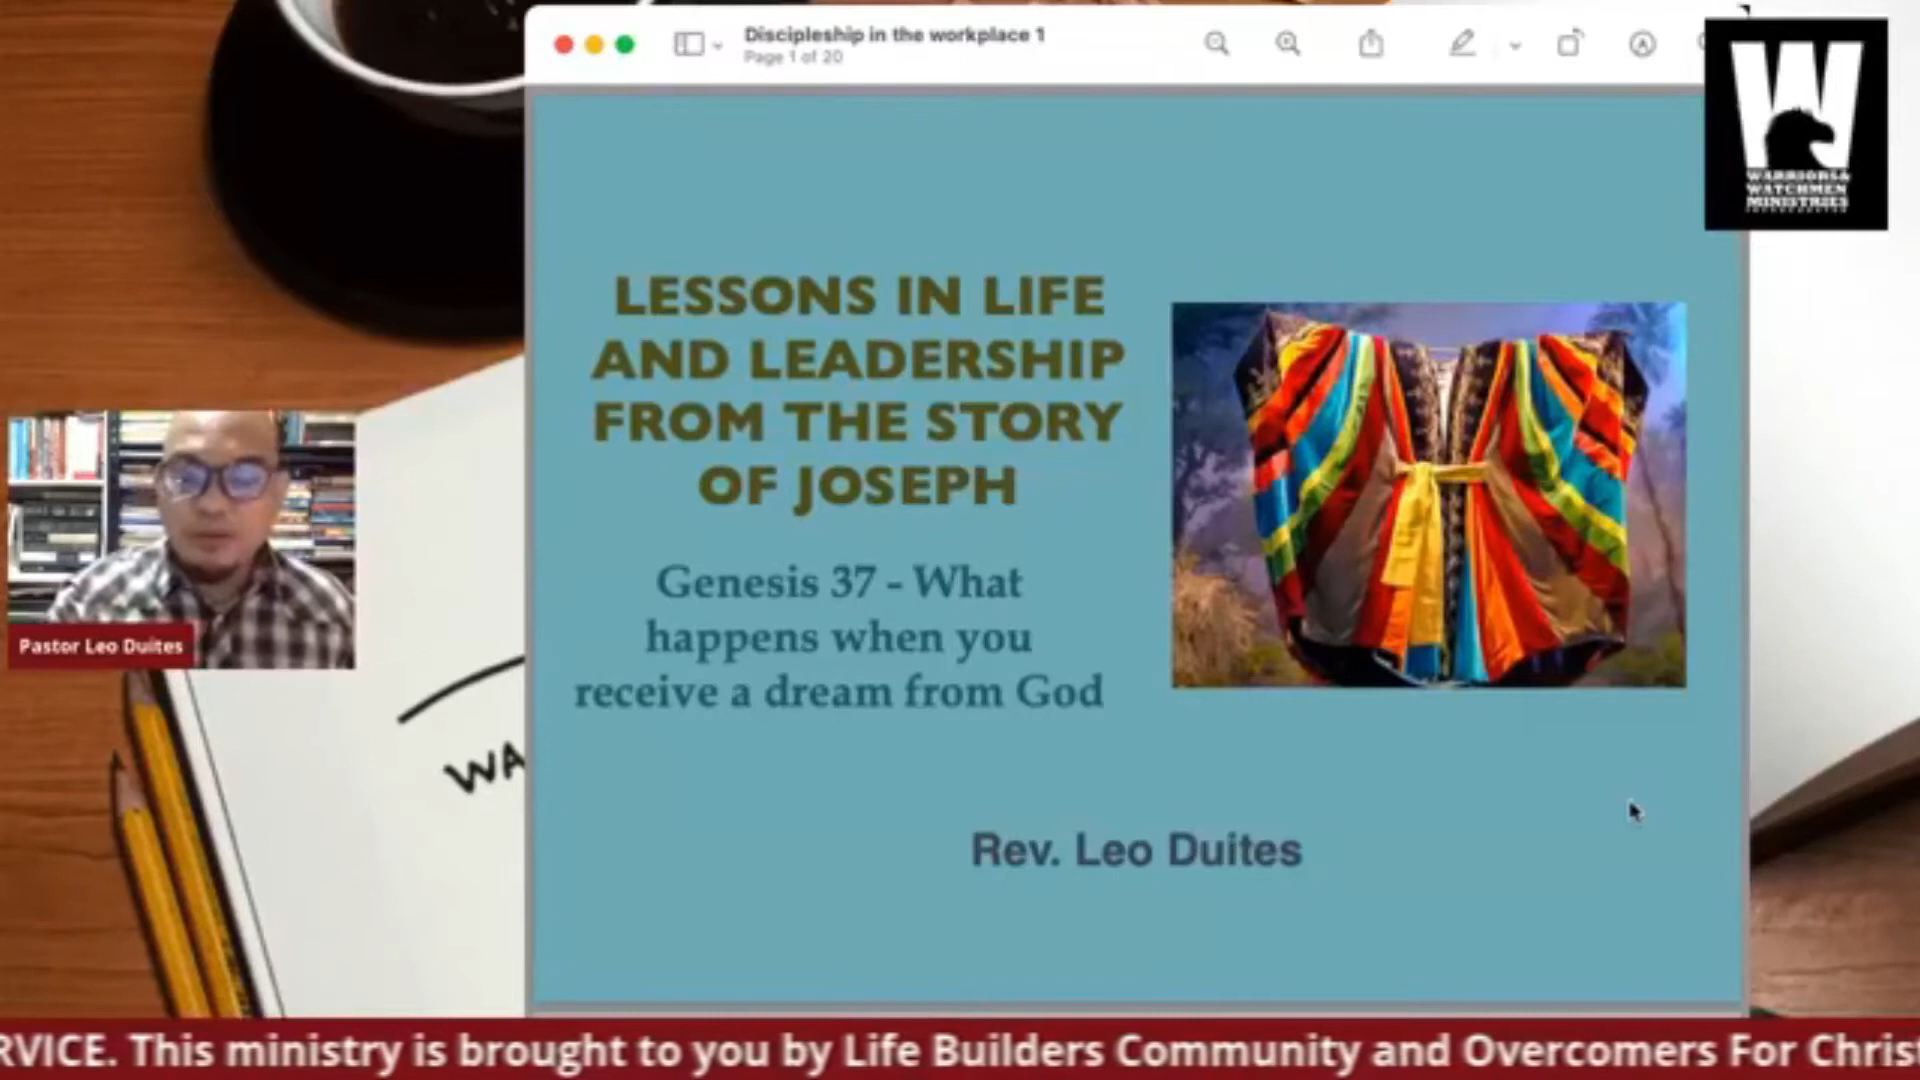 Discipleship in the workplace 1
Page 1 of 20
WARRIORS&
WATCHMEN
MINISTRIES
LESSONS IN LIFE
AND LEADERSHIP
FROM THE STORY
OF JOSEPH
Genesis 37 - What
happens when you
receive a dream from God
Rev. Leo Duites
Pastor Leo Duites
WA
RVICE. This ministry is brought to you by Life Builders Community and Overcomers For Christ